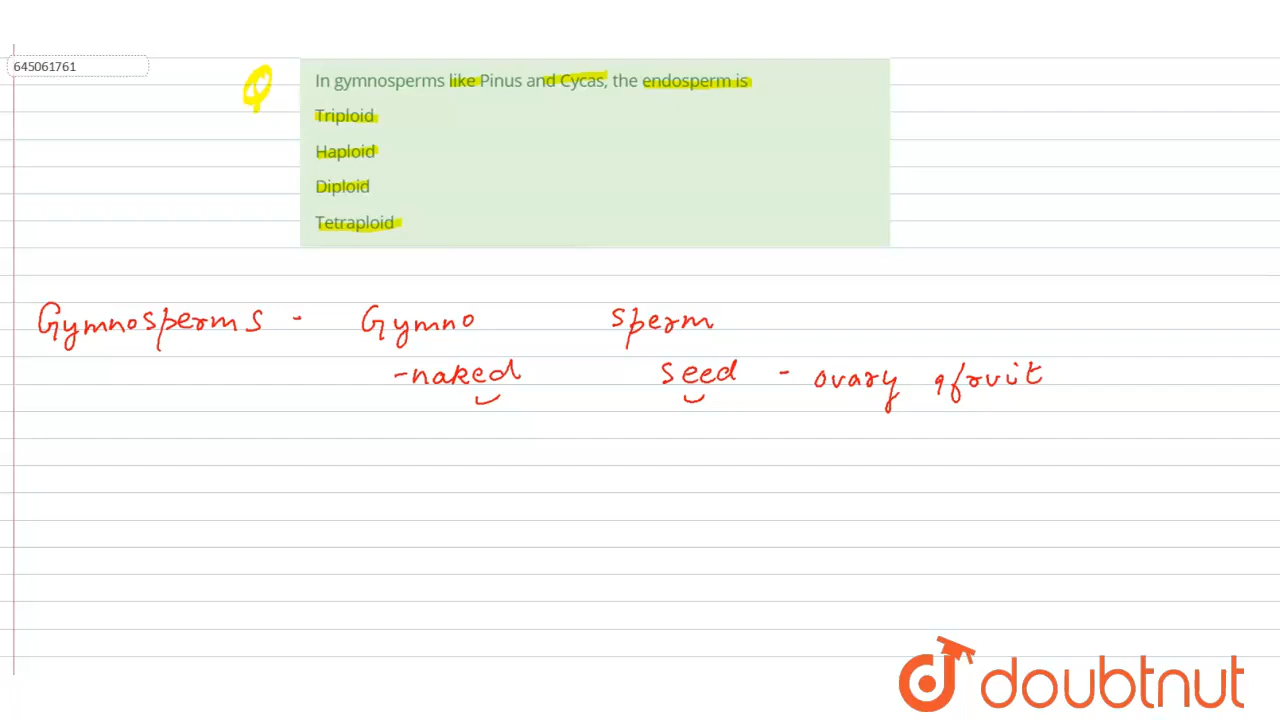 645061761
Q
In gymnosperms like Pinus and Cycas, the endosperm is
Triploid
Haploid
Diploid
Tetraploid
Gymnosperms - Gymno sperm
-naked seed - ovary
doubtnut